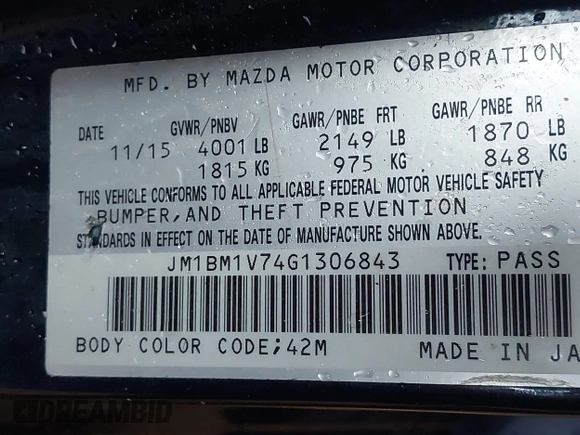 MFD. BY MAZDA MOTOR CORPORATION
DATE GVWR/PNBV GAWR/PNBE FRT GAWR/PNBE RR
11/15 4001 LB 2149 LB 1870 LB
1815 KG 975 KG 848 KG
THIS VEHICLE CONFORMS TO ALL APPLICABLE FEDERAL MOTOR VEHICLE SAFETY
BUMPER, AND THEFT PREVENTION
STANDARDS IN EFFECT ON THE DATE OF MANUFACTURE SHOWN ABOVE.
JM1BM1V74G1306843 TYPE: PASS
BODY COLOR CODE;42M MADE IN JA
DREAMBID